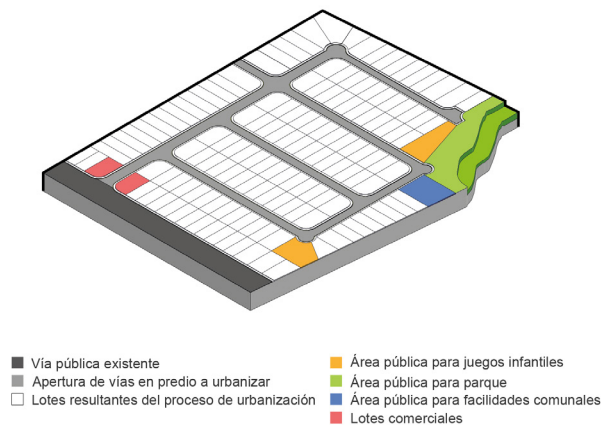 Vía pública existente
Apertura de vías en predio a urbanizar
Lotes resultantes del proceso de urbanización
Área pública para juegos infantiles
Área pública para parque
Área pública para facilidades comunales
Lotes comerciales